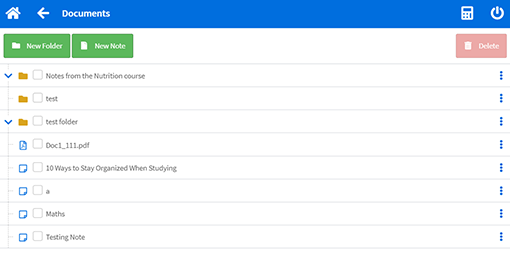 Documents
New Folder
New Note
Delete
Notes from the Nutrition course
test
test folder
Doc1_111.pdf
10 Ways to Stay Organized When Studying
a
Maths
Testing Note